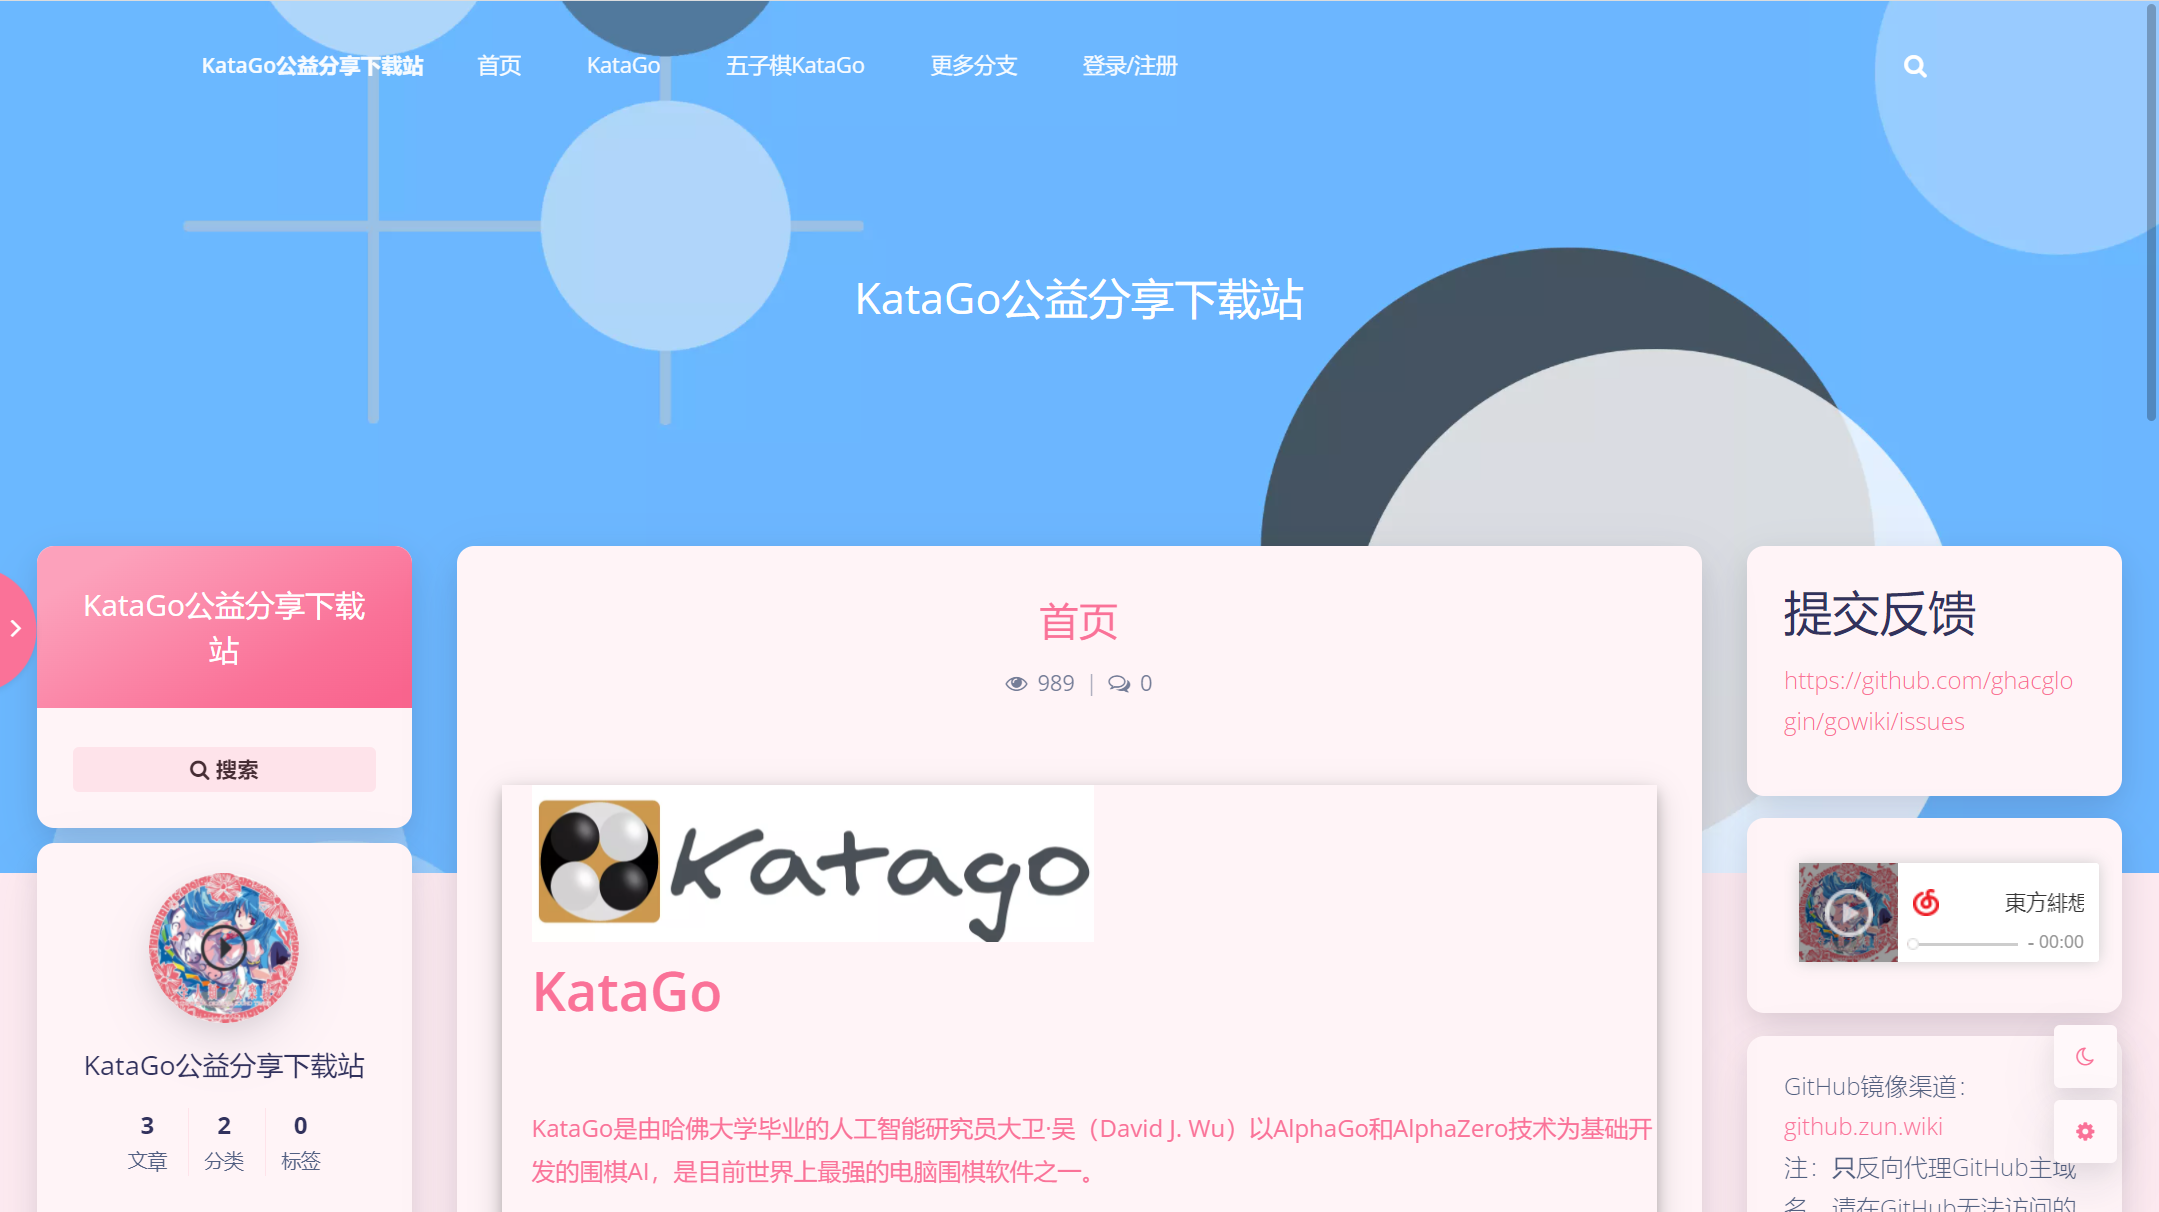 KataGo公益分享下载站
首页
KataGo
五子棋KataGo
更多分支
登录/注册
KataGo公益分享下载站
KataGo公益分享下载
站
搜索
KataGo公益分享下载站
3
2
0
文章
分类
标签
首页
989 | 0
Katago
KataGo
KataGo是由哈佛大学毕业的人工智能研究员大卫·吴（David J. Wu）以AlphaGo和AlphaZero技术为基础开
发的围棋AI，是目前世界上最强的电脑围棋软件之一。
提交反馈
https://github.com/ghacglo
gin/gowiki/issues
東方緋想
- 00:00
GitHub镜像渠道：
github.zun.wiki
注：只反向代理GitHub主域
名，请在GitHub无法访问的